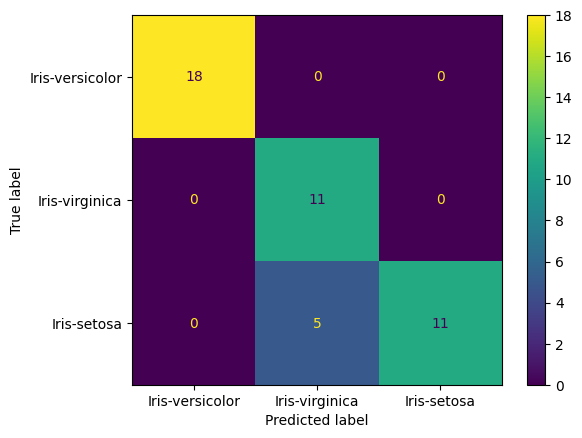 Iris-versicolor 18 0 0
Iris-virginica 0 11 0
Iris-setosa 0 5 11
Iris-versicolor Iris-virginica Iris-setosa
Predicted label
True label
18
16
14
12
10
8
6
4
2
0